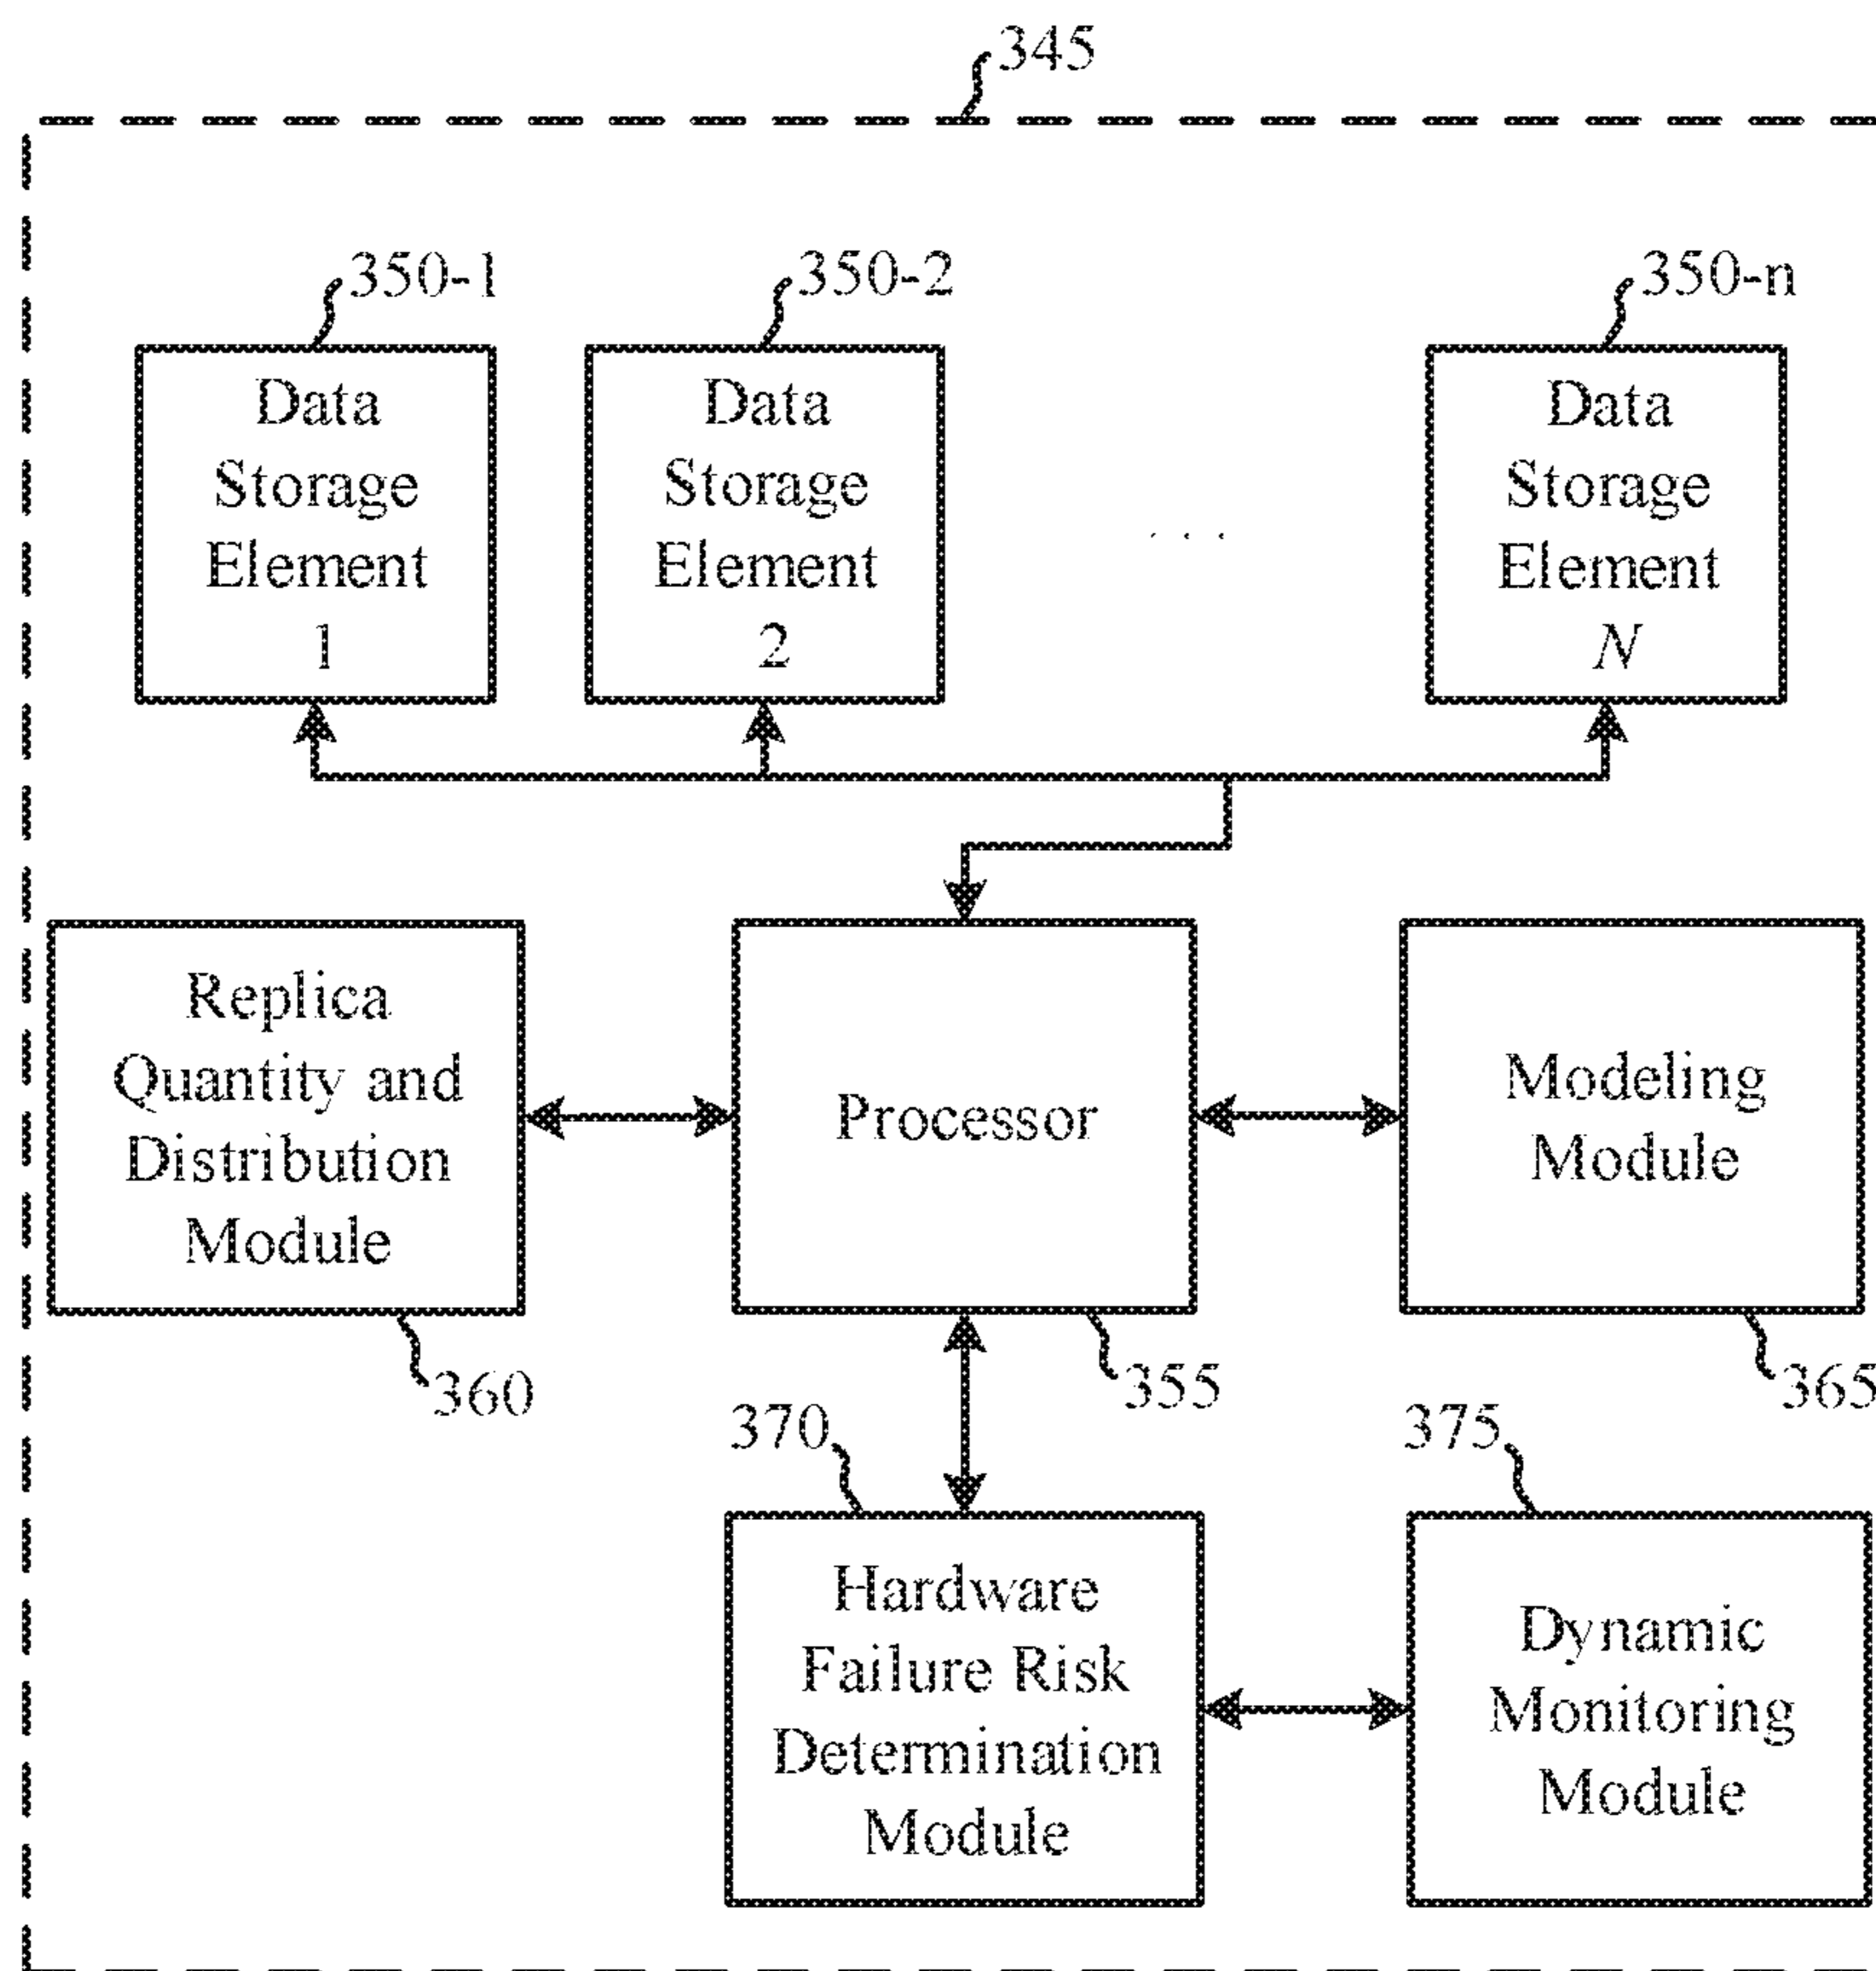 345
350-1
350-2
350-n
Data
Storage
Element
1
Data
Storage
Element
2
. . .
Data
Storage
Element
N
Replica
Quantity and
Distribution
Module
Processor
Modeling
Module
360
355
365
370
375
Hardware
Failure Risk
Determination
Module
Dynamic
Monitoring
Module